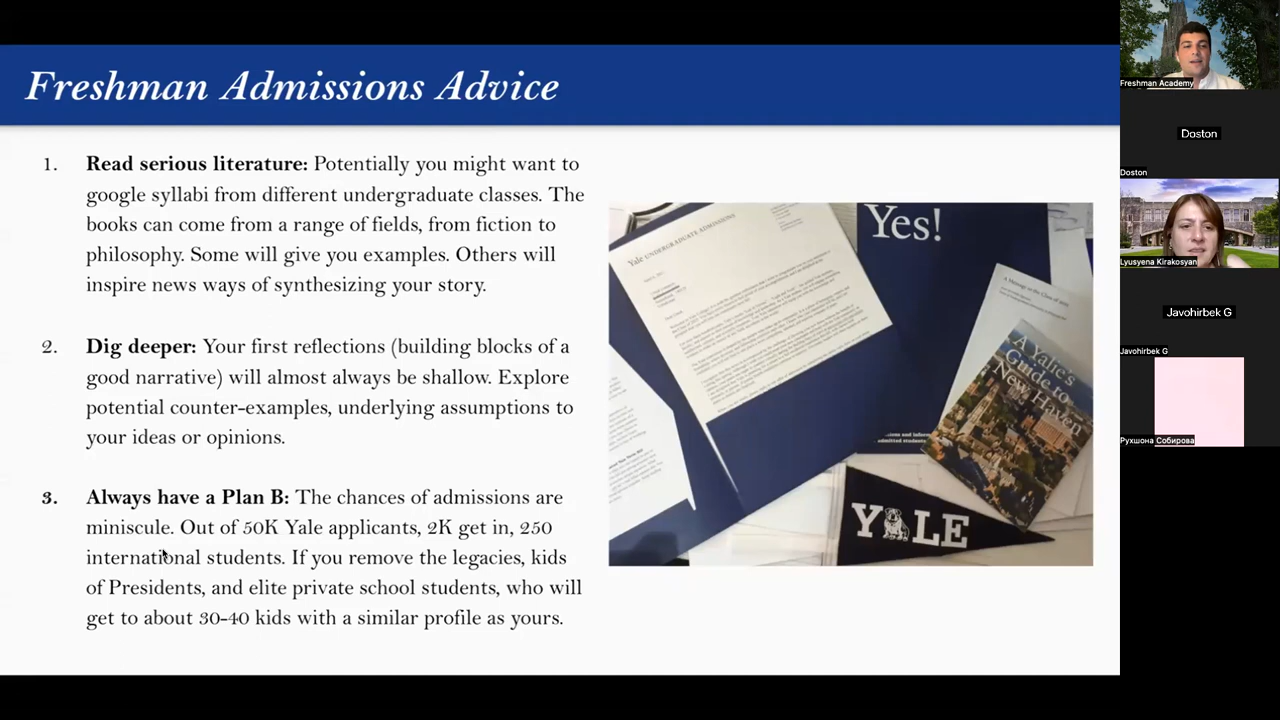 Freshman Admissions Advice
1. Read serious literature: Potentially you might want to
google syllabi from different undergraduate classes. The
books can come from a range of fields, from fiction to
philosophy. Some will give you examples. Others will
inspire news ways of synthesizing your story.
2. Dig deeper: Your first reflections (building blocks of a
good narrative) will almost always be shallow. Explore
potential counter-examples, underlying assumptions to
your ideas or opinions.
3. Always have a Plan B: The chances of admissions are
miniscule. Out of 50K Yale applicants, 2K get in, 250
international students. If you remove the legacies, kids
of Presidents, and elite private school students, who will
get to about 30-40 kids with a similar profile as yours.
Yale UNDERGRADUATE ADMISSIONS
Yes!
A Yalie's
Guide to
New
Haven
YALE
Freshman Academy
Doston
Doston
Lyusyena Kirakosyan
Javohirbek G
Javohirbek G
Рухшона Собирова